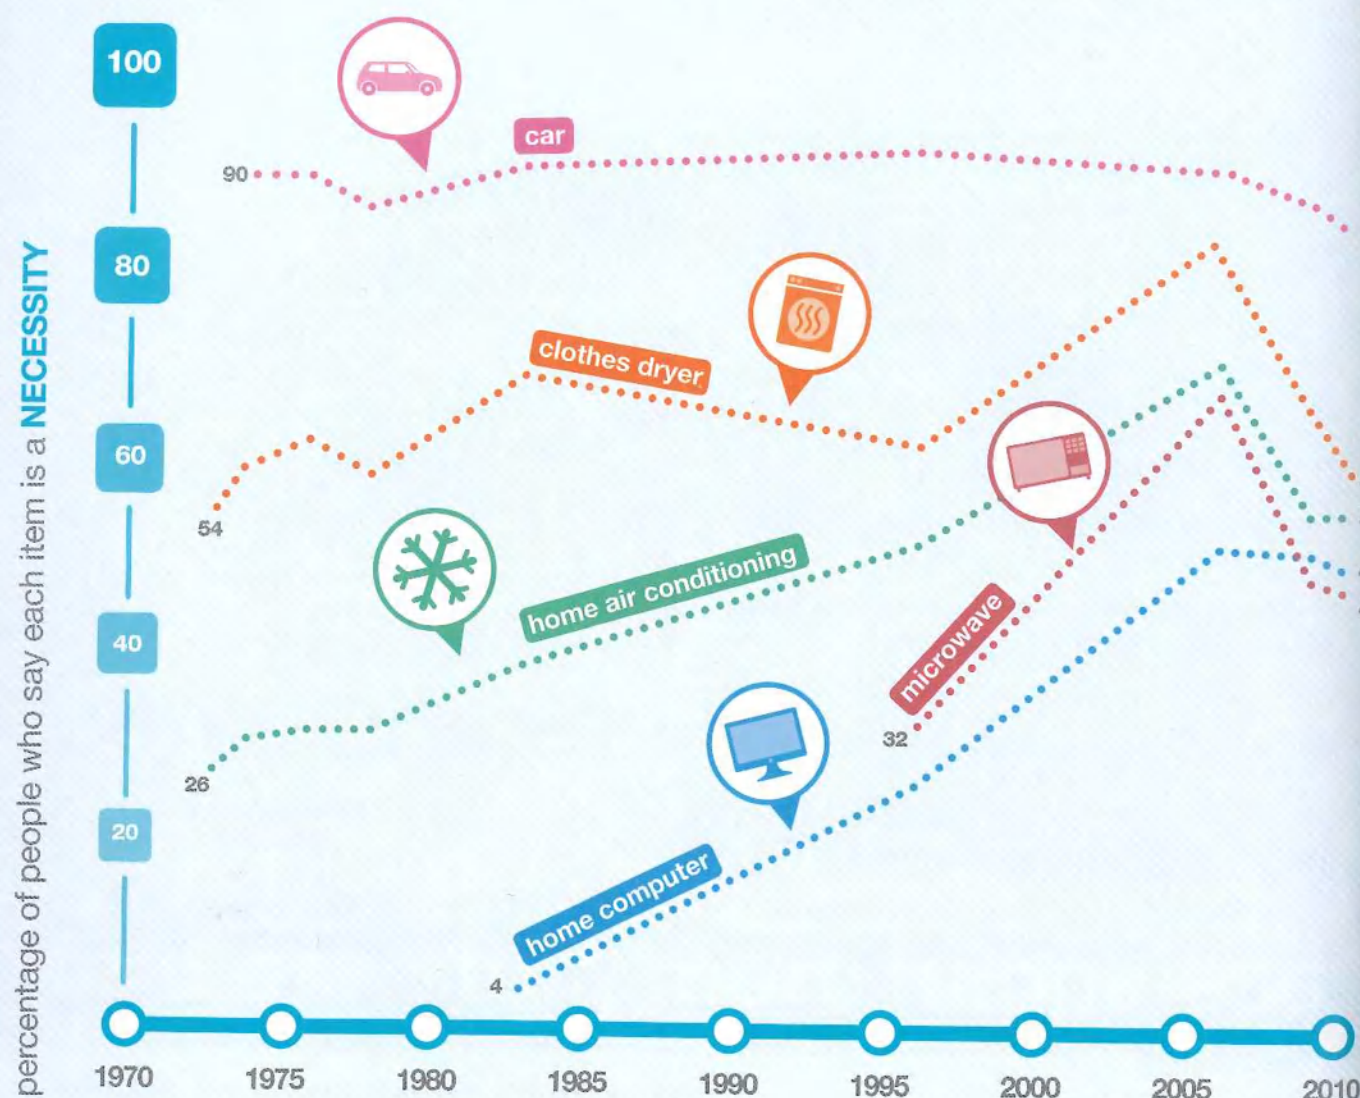 percentage of people who say each item is a NECESSITY
100
80
60
40
20
90
car
clothes dryer
54
home air conditioning
26
microwave
32
home computer
4
1970 1975 1980 1985 1990 1995 2000 2005 2010